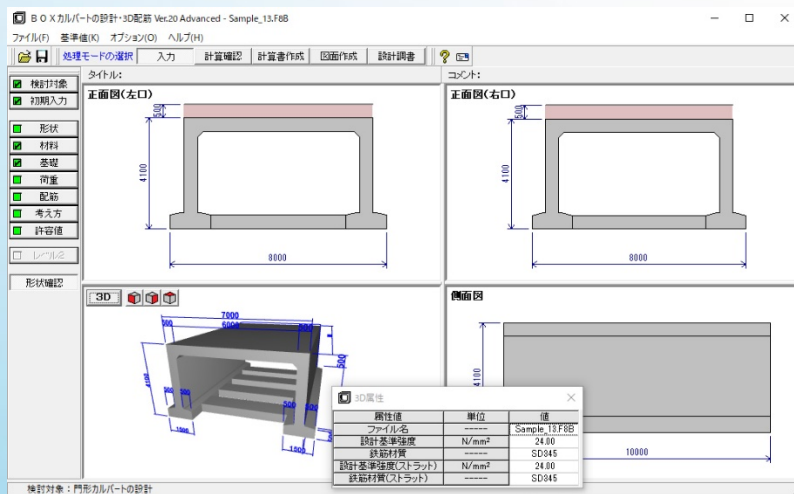 BOXカルバートの設計・3D配筋 Ver.20 Advanced - Sample_13.F8B
ファイル(F) 基準値(K) オプション(O) ヘルプ(H)
処理モードの選択 入力 計算確認 計算書作成 図面作成 設計調書
検討対象
初期入力
形状
材料
基礎
荷重
配筋
考え方
許容値
レベル2
形状確認
タイトル:
コメント:
正面図(左口)
500
4100
8000
正面図(右口)
500
4100
8000
3D
7000
6000
500
500
500
4100
500
500
500
500
1500
1500
側面図
4100
10000
3D属性
属性値 単位 値
ファイル名 ----- Sample_13.F8B
設計基準強度 N/mm² 24.00
鉄筋材質 ----- SD345
設計基準強度(ストラット) N/mm² 24.00
鉄筋材質(ストラット) ----- SD345
検討対象:門形カルバートの設計